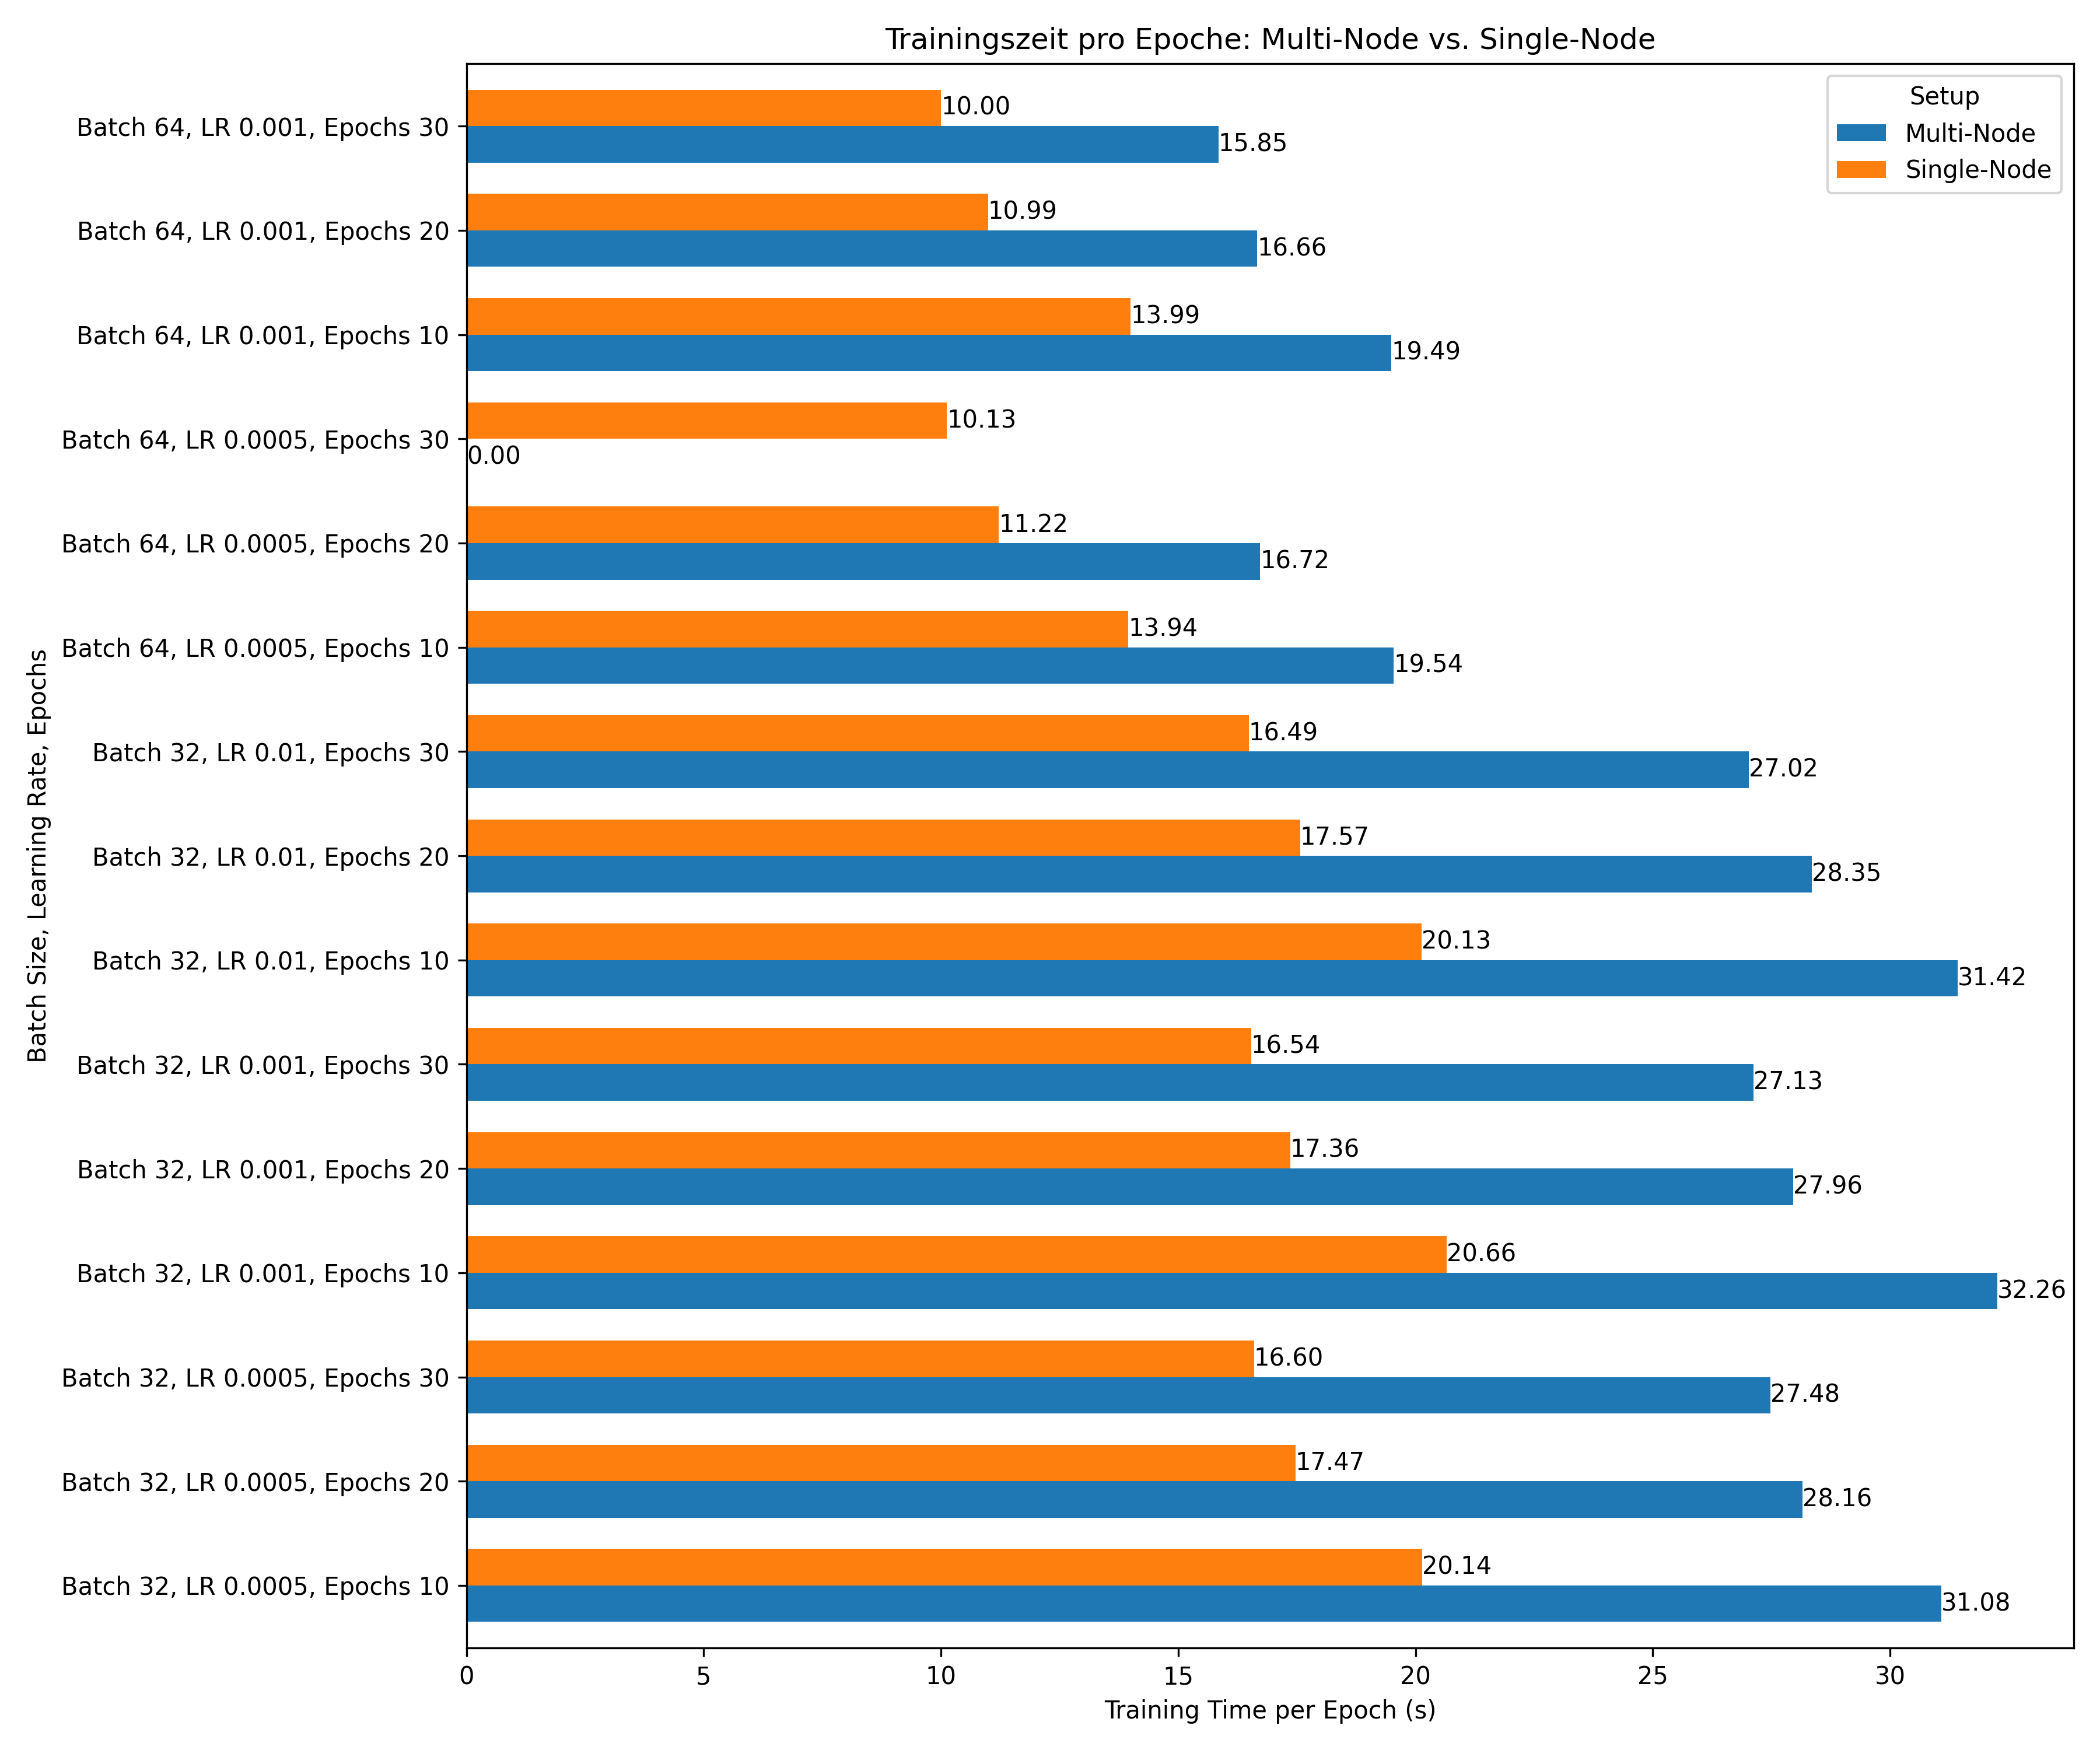 Trainingszeit pro Epoche: Multi-Node vs. Single-Node
Setup
Multi-Node
Single-Node
Batch Size, Learning Rate, Epochs
Batch 64, LR 0.001, Epochs 30
10.00
15.85
Batch 64, LR 0.001, Epochs 20
10.99
16.66
Batch 64, LR 0.001, Epochs 10
13.99
19.49
Batch 64, LR 0.0005, Epochs 30
10.13
0.00
Batch 64, LR 0.0005, Epochs 20
11.22
16.72
Batch 64, LR 0.0005, Epochs 10
13.94
19.54
Batch 32, LR 0.01, Epochs 30
16.49
27.02
Batch 32, LR 0.01, Epochs 20
17.57
28.35
Batch 32, LR 0.01, Epochs 10
20.13
31.42
Batch 32, LR 0.001, Epochs 30
16.54
27.13
Batch 32, LR 0.001, Epochs 20
17.36
27.96
Batch 32, LR 0.001, Epochs 10
20.66
32.26
Batch 32, LR 0.0005, Epochs 30
16.60
27.48
Batch 32, LR 0.0005, Epochs 20
17.47
28.16
Batch 32, LR 0.0005, Epochs 10
20.14
31.08
0 5 10 15 20 25 30
Training Time per Epoch (s)